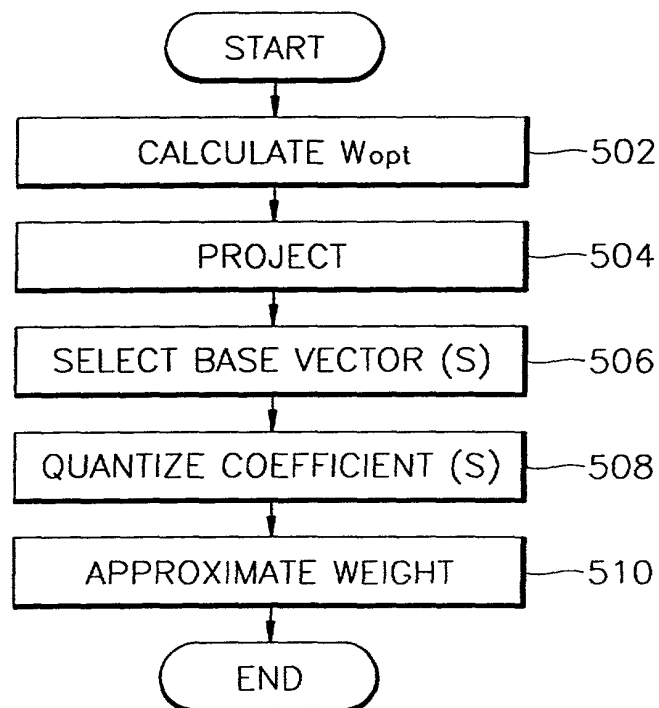 START
CALCULATE Wopt
502
PROJECT
504
SELECT BASE VECTOR (S)
506
QUANTIZE COEFFICIENT (S)
508
APPROXIMATE WEIGHT
510
END